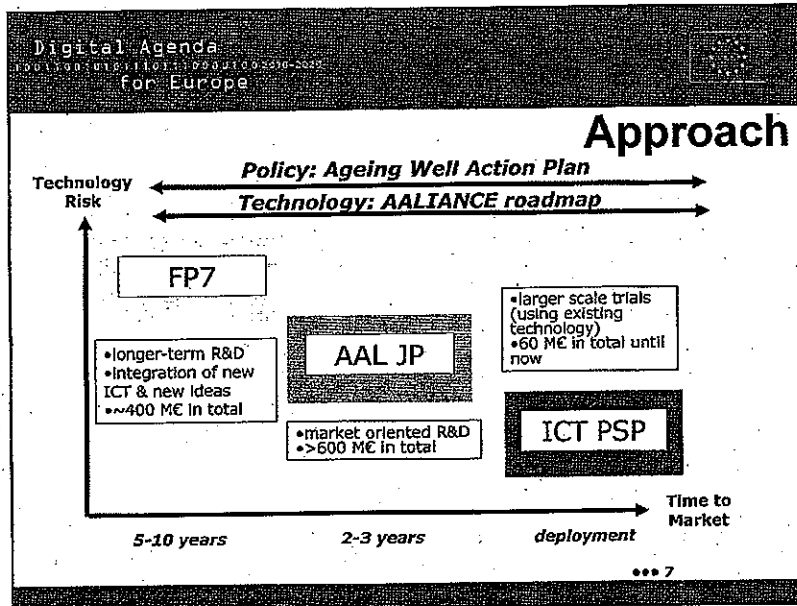 Digital Agenda
for Europe
Approach
Policy: Ageing Well Action Plan
Technology: AALIANCE roadmap
Technology
Risk
FP7
•longer-term R&D
•integration of new
ICT & new ideas
•~400 M€ in total
AAL JP
•market oriented R&D
•>600 M€ in total
•larger scale trials
(using existing
technology)
•60 M€ in total until
now
ICT PSP
Time to
Market
5-10 years
2-3 years
deployment
••• 7